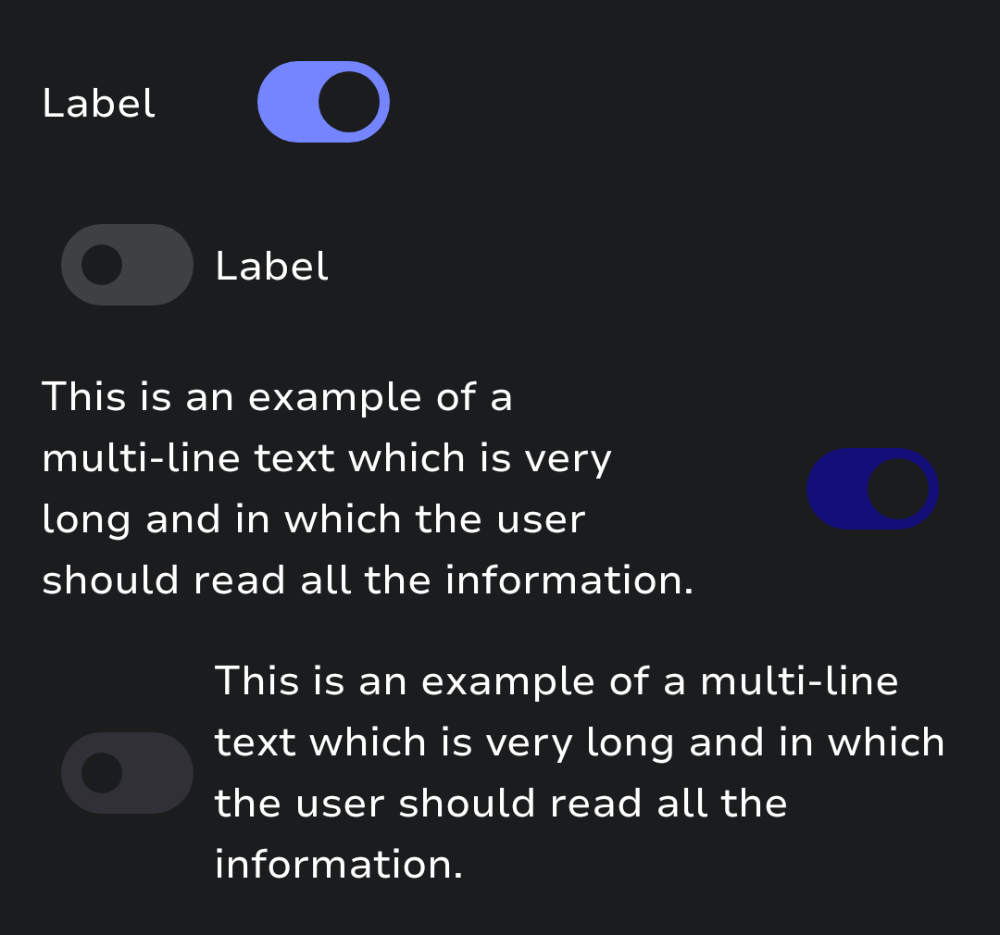 Label
Label
This is an example of a
multi-line text which is very
long and in which the user
should read all the information.
This is an example of a multi-line
text which is very long and in which
the user should read all the
information.